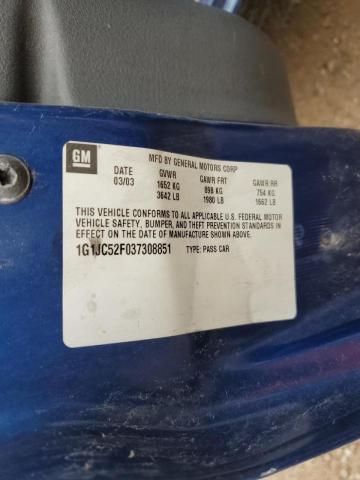 GM
MFD BY GENERAL MOTORS CORP
DATE GVWR GAWR FRT GAWR RR
03/03 1652 KG 898 KG 754 KG
3642 LB 1980 LB 1662 LB
THIS VEHICLE CONFORMS TO ALL APPLICABLE U.S. FEDERAL MOTOR
VEHICLE SAFETY, BUMPER, AND THEFT PREVENTION STANDARDS
IN EFFECT ON THE DATE OF MANUFACTURE SHOWN ABOVE.
1G1JC52F037308851 TYPE: PASS CAR